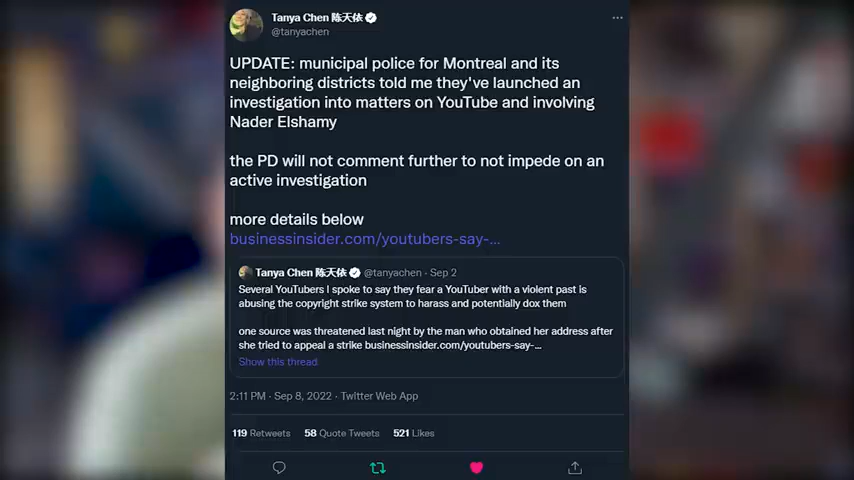 Tanya Chen 陈天依
@tanyachen
UPDATE: municipal police for Montreal and its
neighboring districts told me they've launched an
investigation into matters on YouTube and involving
Nader Elshamy
the PD will not comment further to not impede on an
active investigation
more details below
businessinsider.com/youtubers-say-...
Tanya Chen 陈天依 @tanyachen · Sep 2
Several YouTubers I spoke to say they fear a YouTuber with a violent past is
abusing the copyright strike system to harass and potentially dox them
one source was threatened last night by the man who obtained her address after
she tried to appeal a strike businessinsider.com/youtubers-say-...
Show this thread
2:11 PM · Sep 8, 2022 · Twitter Web App
119 Retweets 58 Quote Tweets 521 Likes